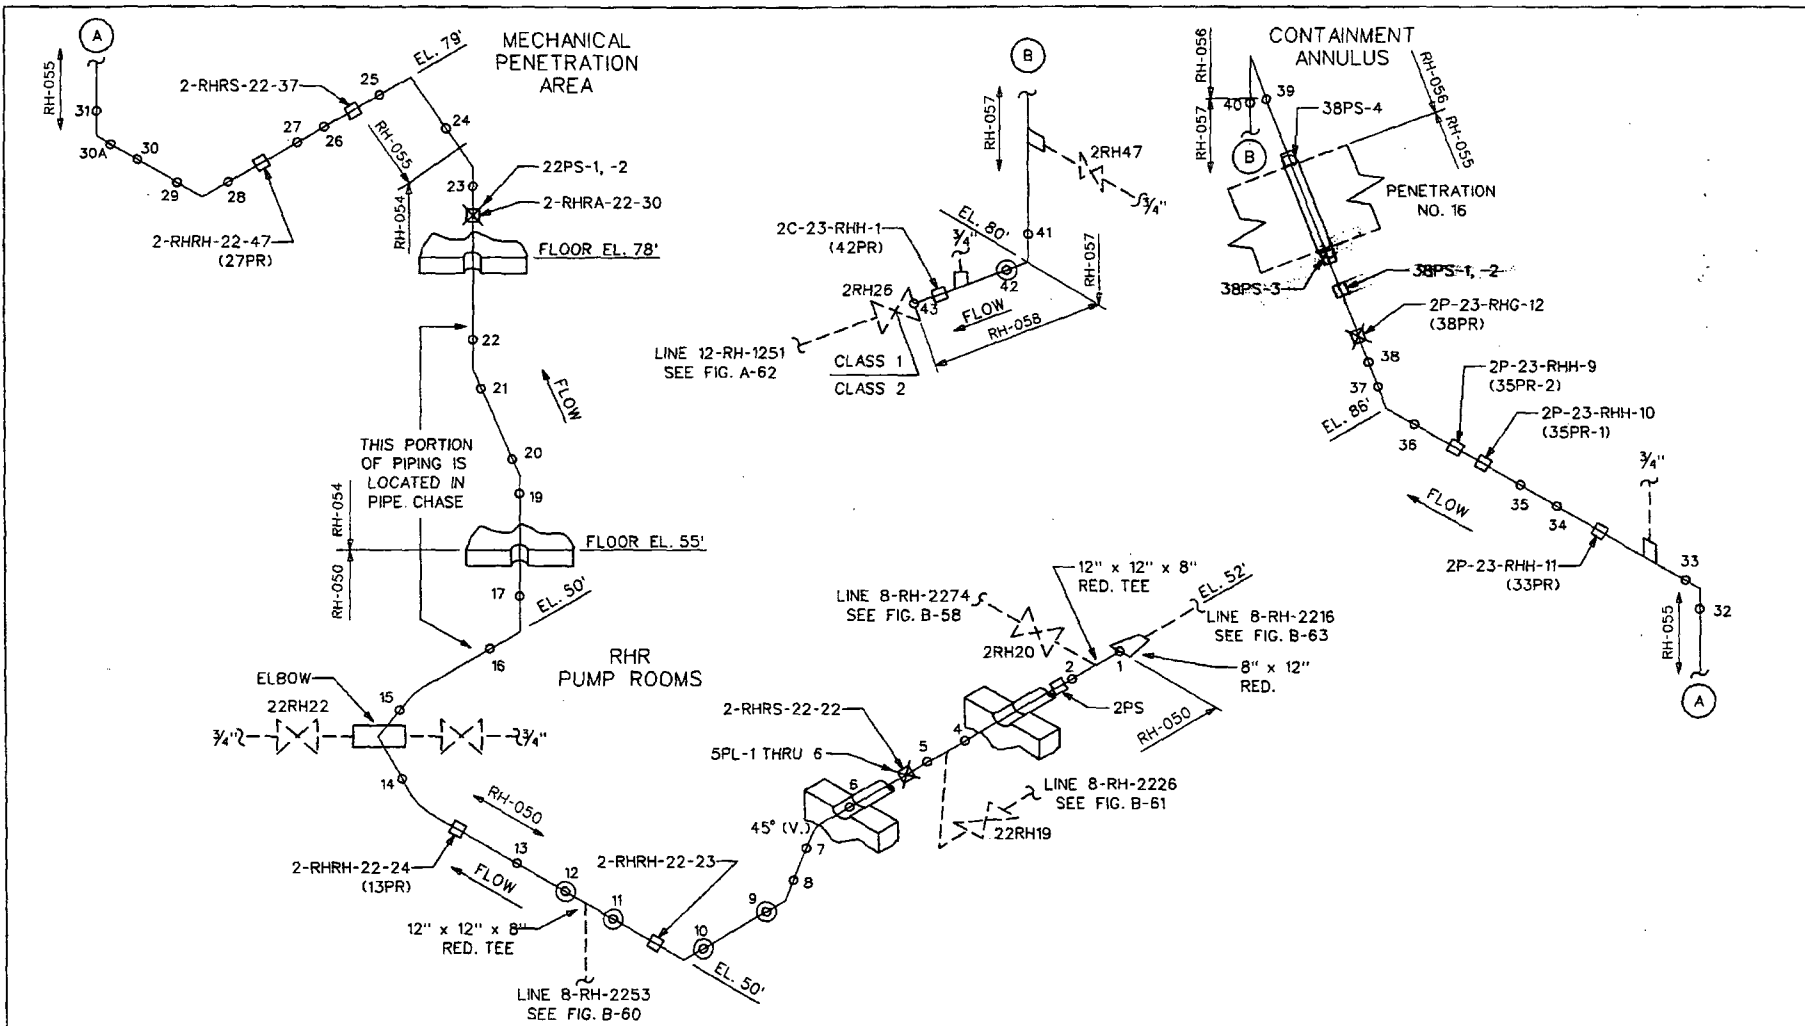 A
RH-055
31
30A
30
29
28
27
26
25
2-RHRS-22-37
EL. 79'
MECHANICAL
PENETRATION
AREA
24
RH-055
RH-054
23
22PS-1, -2
2-RHRA-22-30
2-RHRH-22-47
(27PR)
FLOOR EL. 78'
22
21
FLOW
20
19
THIS PORTION
OF PIPING IS
LOCATED IN
PIPE CHASE
RH-054
RH-050
FLOOR EL. 55'
17
EL. 50'
16
RHR
PUMP ROOMS
ELBOW
15
22RH22
3/4"
3/4"
14
RH-050
2-RHRH-22-24
(13PR)
13
FLOW
12
11
12" x 12" x 8"
RED. TEE
LINE 8-RH-2253
SEE FIG. B-60
2-RHRH-22-23
10
EL. 50'
9
8
7
45° (V.)
6
5PL-1 THRU 6
2-RHRS-22-22
5
4
22RH19
LINE 8-RH-2226
SEE FIG. B-61
LINE 8-RH-2274
SEE FIG. B-58
2RH20
12" x 12" x 8"
RED. TEE
EL. 52'
LINE 8-RH-2216
SEE FIG. B-63
2
1
8" x 12"
RED.
2PS
RH-050
B
RH-057
2RH47
3/4"
EL. 80'
41
2C-23-RHH-1
(42PR)
3/4"
42
RH-057
2RH26
43
FLOW
RH-058
LINE 12-RH-1251
SEE FIG. A-62
CLASS 1
CLASS 2
CONTAINMENT
ANNULUS
RH-056
RH-057
40
39
B
38PS-4
RH-056
RH-055
PENETRATION
NO. 16
38PS-3
38PS-1, -2
2P-23-RHG-12
(38PR)
38
37
EL. 86'
36
2P-23-RHH-9
(35PR-2)
2P-23-RHH-10
(35PR-1)
35
34
FLOW
3/4"
2P-23-RHH-11
(33PR)
33
32
RH-055
A